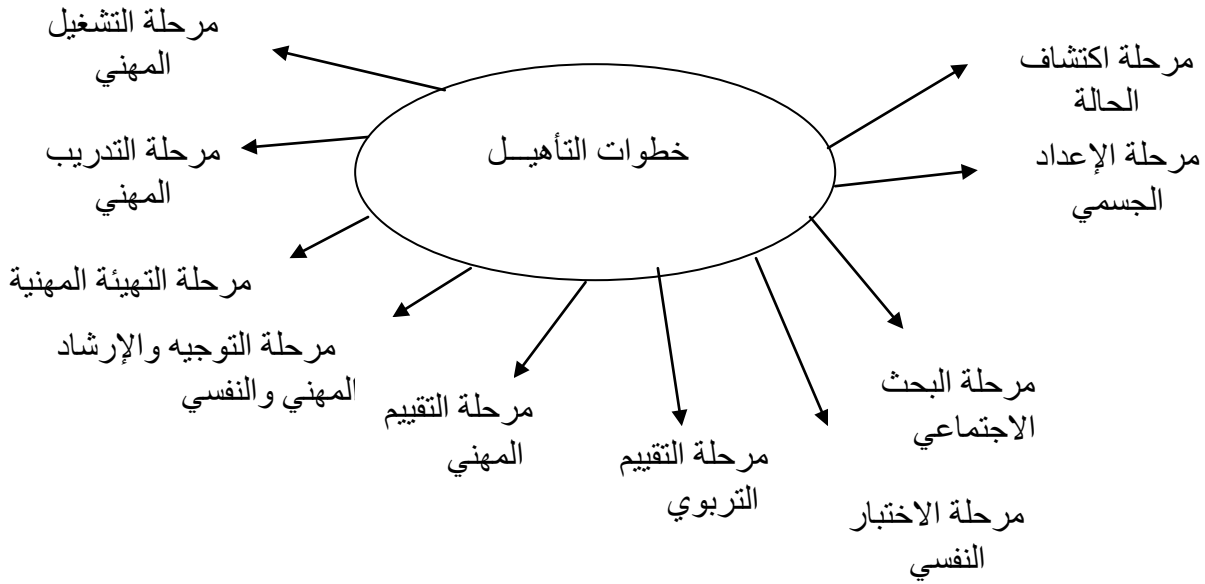 خطوات التأهيـــل
مرحلة اكتشاف
الحالة
مرحلة الإعداد
الجسمي
مرحلة البحث
الاجتماعي
مرحلة الاختبار
النفسي
مرحلة التقييم
التربوي
مرحلة التقييم
المهني
مرحلة التوجيه والإرشاد
المهني والنفسي
مرحلة التهيئة المهنية
مرحلة التدريب
المهني
مرحلة التشغيل
المهني